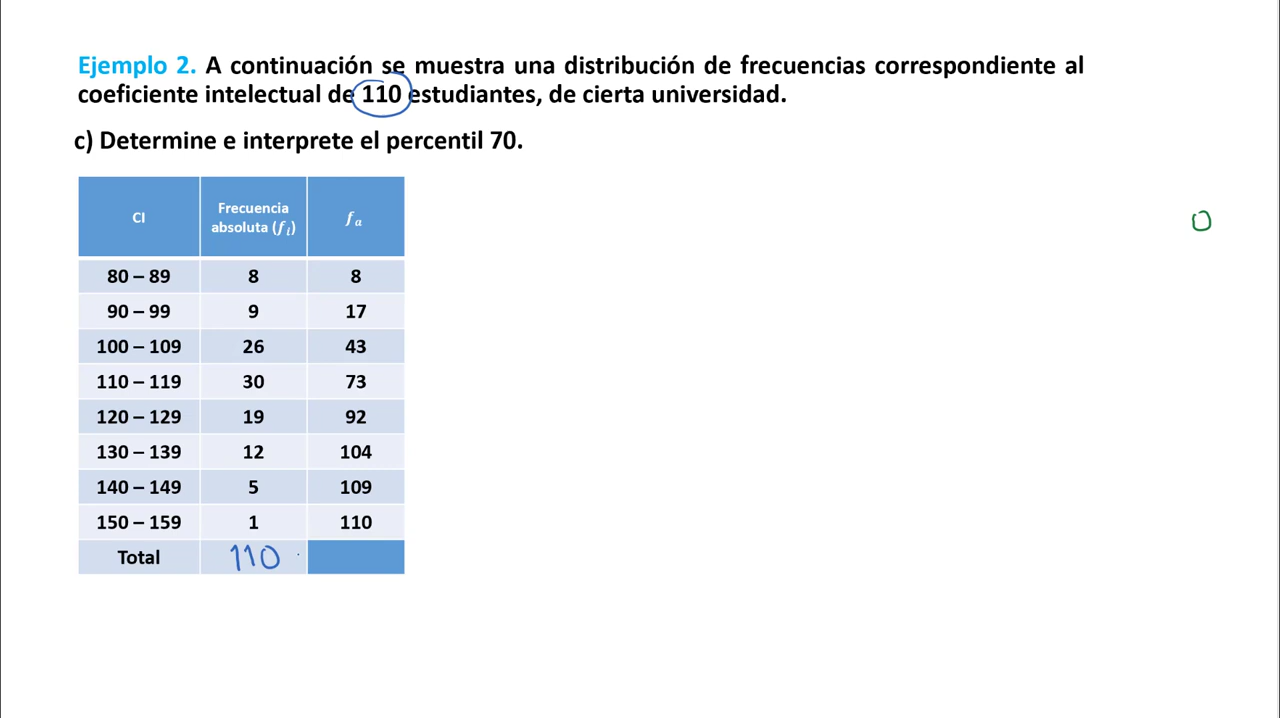 Ejemplo 2. A continuación se muestra una distribución de frecuencias correspondiente al
coeficiente intelectual de 110 estudiantes, de cierta universidad.
c) Determine e interprete el percentil 70.
CI Frecuencia absoluta (fᵢ) fₐ
80 – 89 8 8
90 – 99 9 17
100 – 109 26 43
110 – 119 30 73
120 – 129 19 92
130 – 139 12 104
140 – 149 5 109
150 – 159 1 110
Total 110